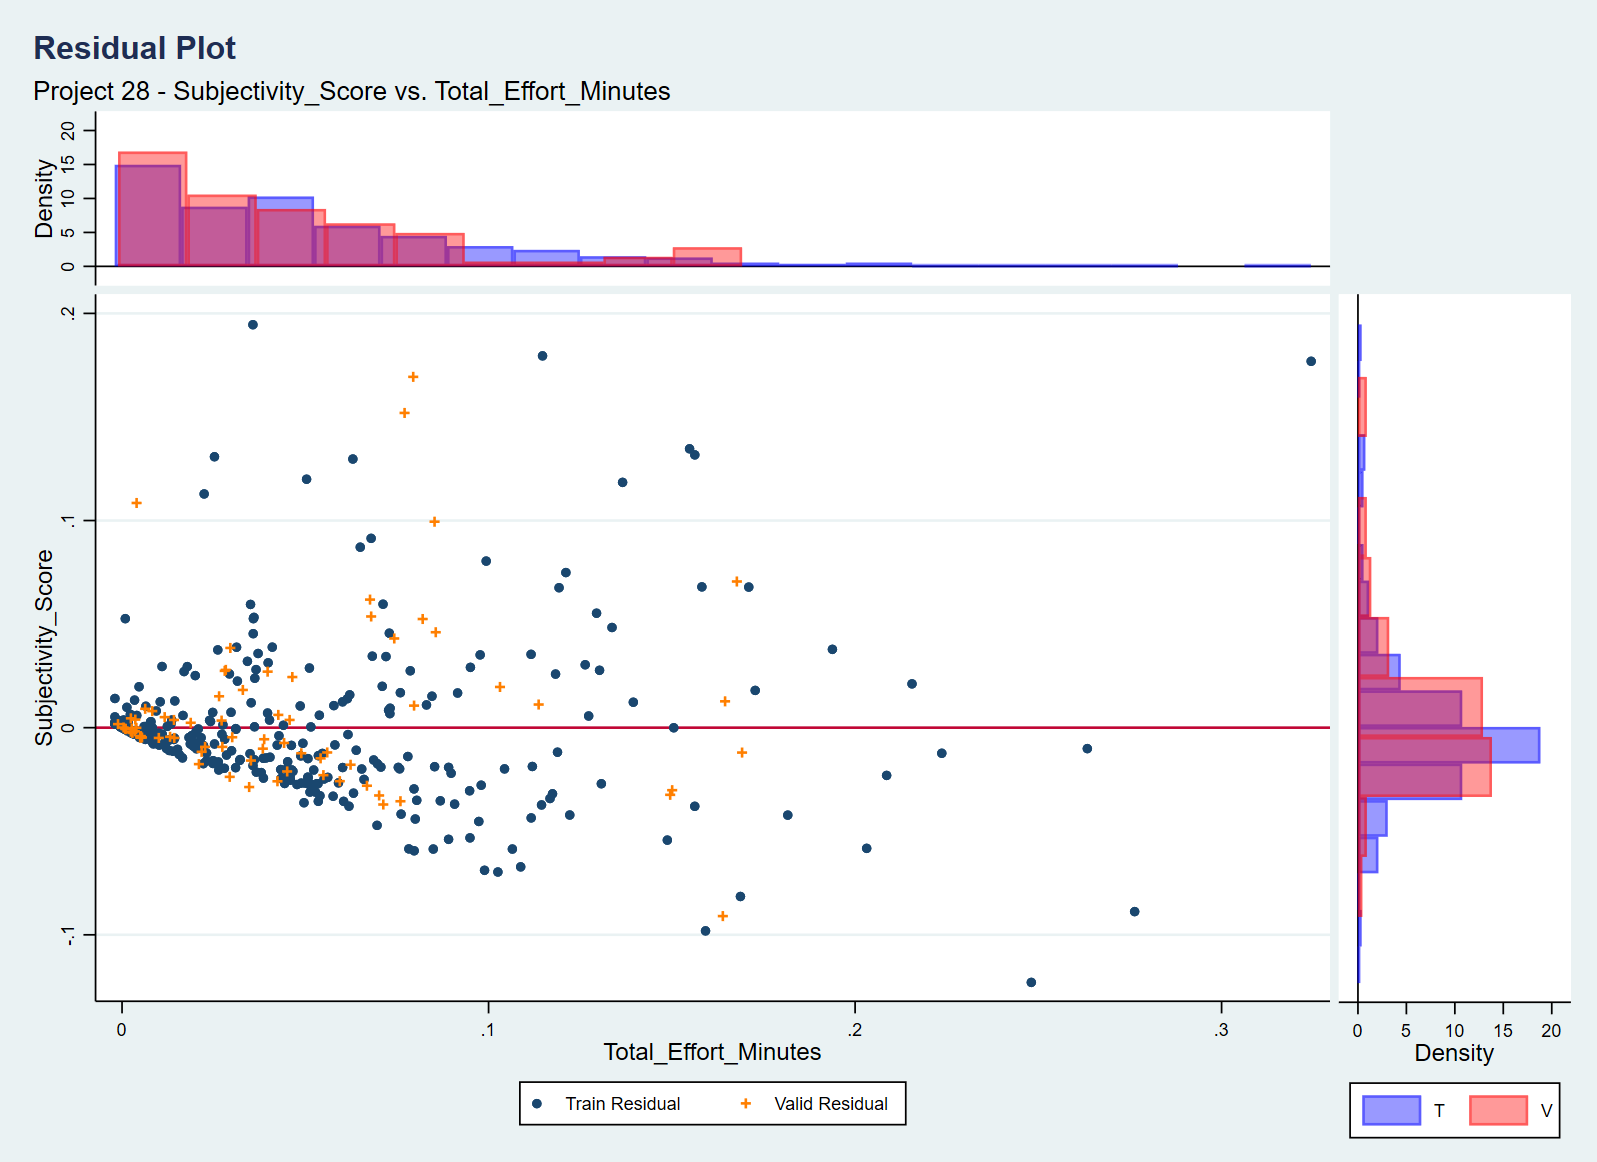 Residual Plot
Project 28 - Subjectivity_Score vs. Total_Effort_Minutes
Density
20
15
10
5
0
Subjectivity_Score
.2
.1
0
-.1
0 .1 .2 .3
Total_Effort_Minutes
0 5 10 15 20
Density
Train Residual Valid Residual
T V